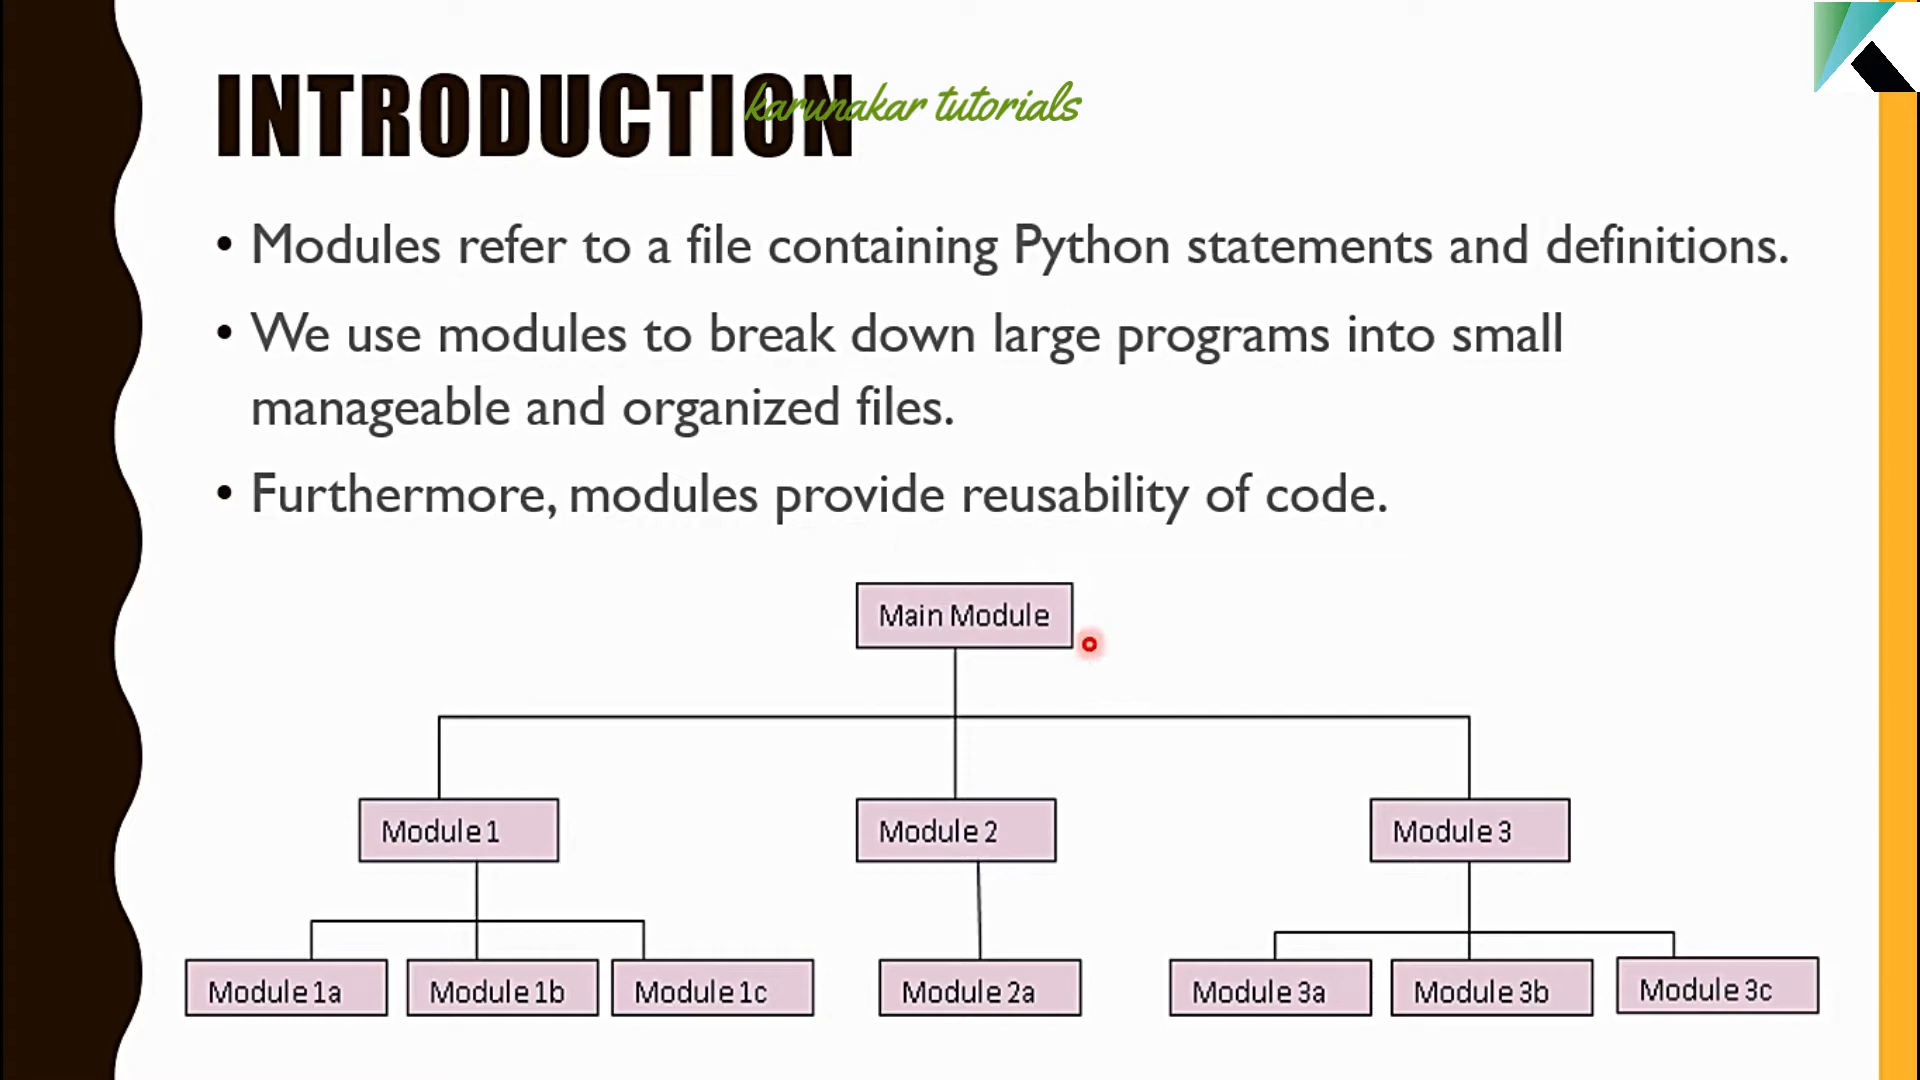 INTRODUCTION
karunakar tutorials
• Modules refer to a file containing Python statements and definitions.
• We use modules to break down large programs into small
manageable and organized files.
• Furthermore, modules provide reusability of code.
Main Module
Module 1
Module 2
Module 3
Module 1a
Module 1b
Module 1c
Module 2a
Module 3a
Module 3b
Module 3c